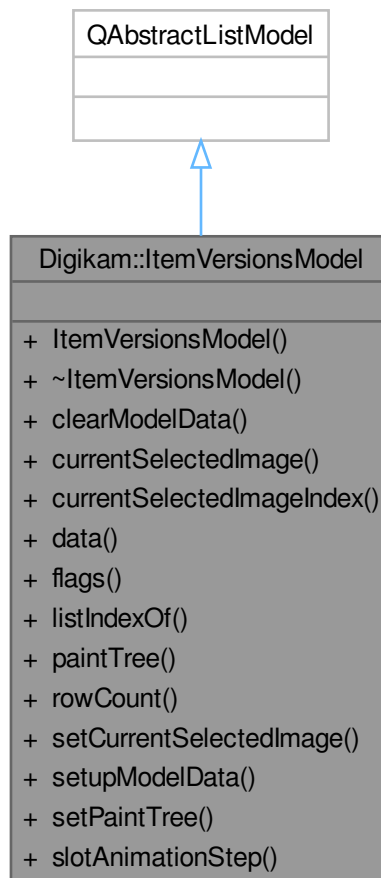 QAbstractListModel
Digikam::ItemVersionsModel
+ ItemVersionsModel()
+ ~ItemVersionsModel()
+ clearModelData()
+ currentSelectedImage()
+ currentSelectedImageIndex()
+ data()
+ flags()
+ listIndexOf()
+ paintTree()
+ rowCount()
+ setCurrentSelectedImage()
+ setupModelData()
+ setPaintTree()
+ slotAnimationStep()